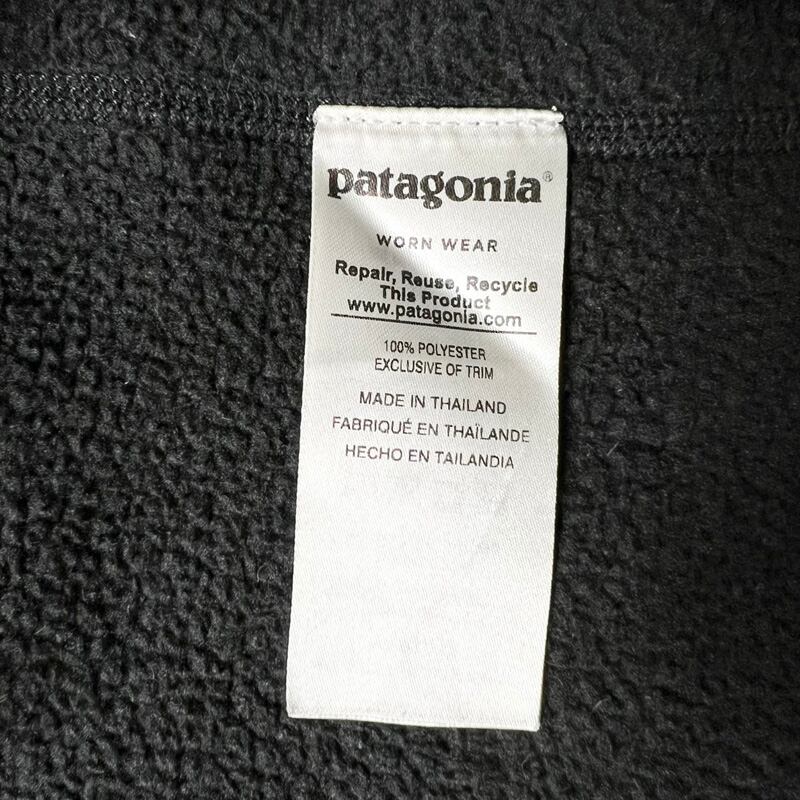 patagonia®
WORN WEAR
Repair, Reuse, Recycle
This Product
www.patagonia.com
100% POLYESTER
EXCLUSIVE OF TRIM
MADE IN THAILAND
FABRIQUÉ EN THAÏLANDE
HECHO EN TAILANDIA